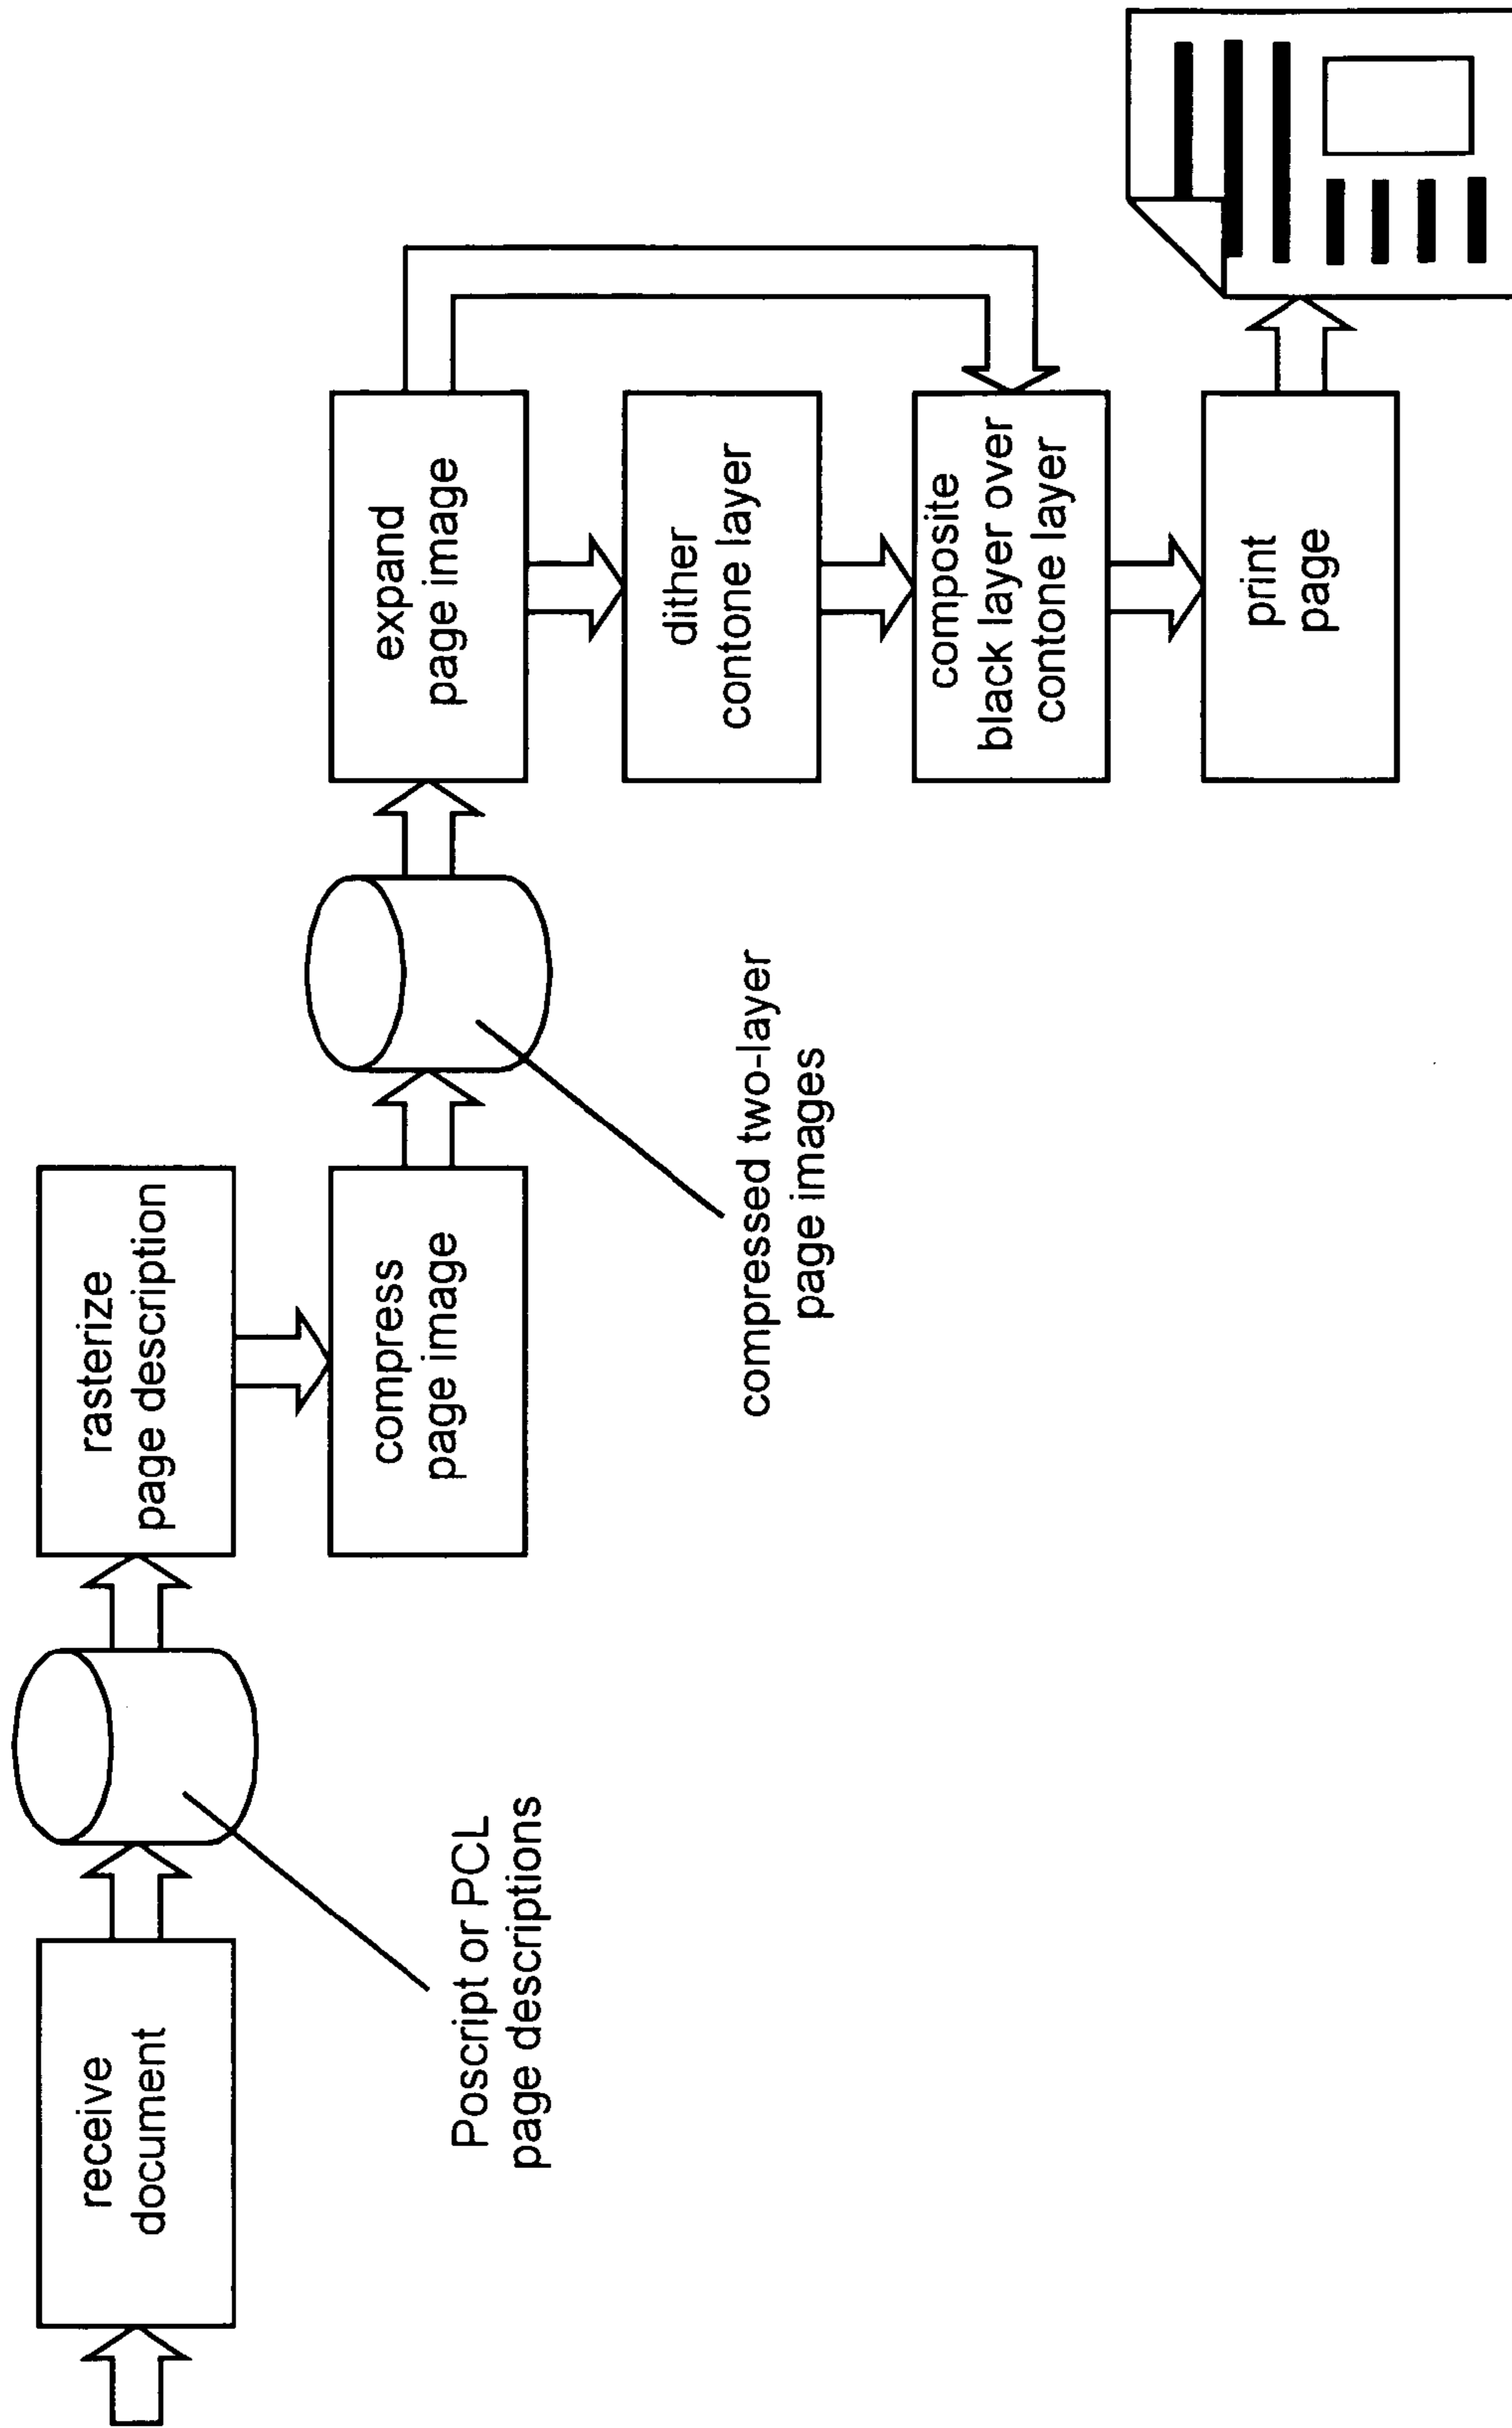 receive
document
Poscript or PCL
page descriptions
rasterize
page description
compress
page image
compressed two-layer
page images
expand
page image
dither
contone layer
composite
black layer over
contone layer
print
page